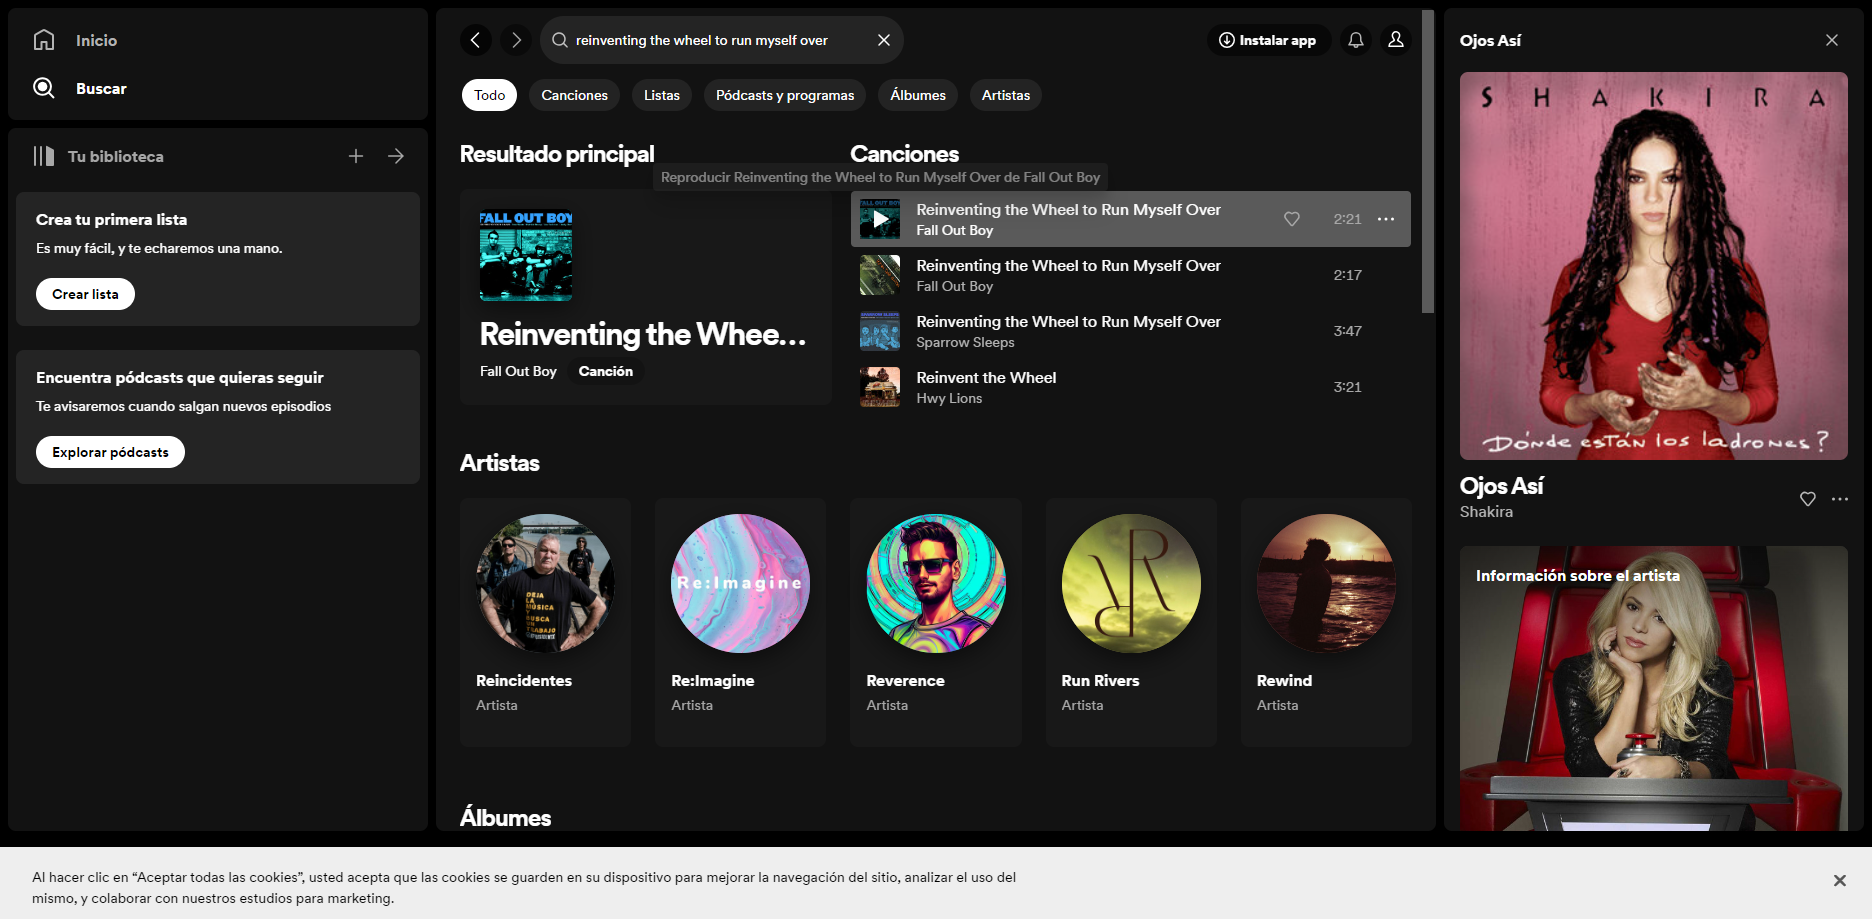 Inicio
Buscar
Tu biblioteca
Crea tu primera lista
Es muy fácil, y te echaremos una mano.
Crear lista
Encuentra pódcasts que quieras seguir
Te avisaremos cuando salgan nuevos episodios
Explorar pódcasts
reinventing the wheel to run myself over
Instalar app
Todo
Canciones
Listas
Pódcasts y programas
Álbumes
Artistas
Resultado principal
FALL OUT BOY
Reinventing the Whee...
Fall Out Boy
Canción
Canciones
Reproducir Reinventing the Wheel to Run Myself Over de Fall Out Boy
Reinventing the Wheel to Run Myself Over
Fall Out Boy
2:21
Reinventing the Wheel to Run Myself Over
Fall Out Boy
2:17
Reinventing the Wheel to Run Myself Over
Sparrow Sleeps
3:47
Reinvent the Wheel
Hwy Lions
3:21
Artistas
Reincidentes
Artista
Re:Imagine
Re:Imagine
Artista
Reverence
Artista
Run Rivers
Artista
Rewind
Artista
Álbumes
Ojos Así
SHAKIRA
Dónde están los ladrones?
Ojos Así
Shakira
Información sobre el artista
Al hacer clic en “Aceptar todas las cookies”, usted acepta que las cookies se guarden en su dispositivo para mejorar la navegación del sitio, analizar el uso del
mismo, y colaborar con nuestros estudios para marketing.